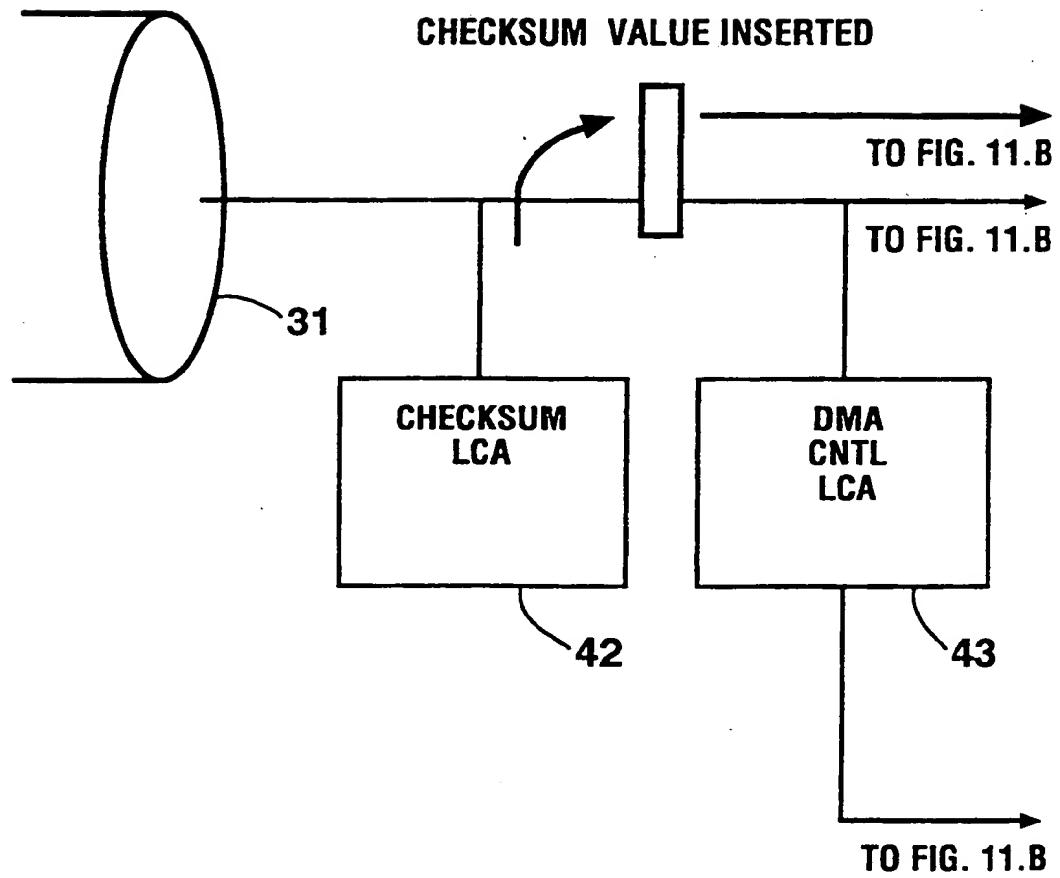 CHECKSUM VALUE INSERTED
TO FIG. 11.B
TO FIG. 11.B
31
CHECKSUM
LCA
DMA
CNTL
LCA
42
43
TO FIG. 11.B